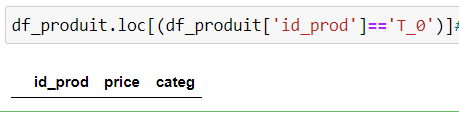 df_produit.loc[(df_produit['id_prod']=='T_0')]#
id_prod price categ